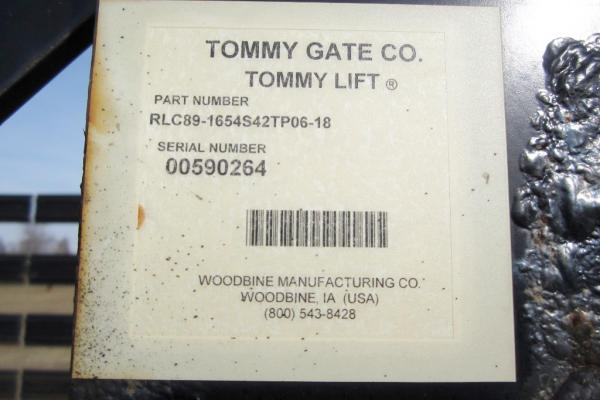 TOMMY GATE CO.
TOMMY LIFT ®
PART NUMBER
RLC89-1654S42TP06-18
SERIAL NUMBER
00590264
WOODBINE MANUFACTURING CO.
WOODBINE, IA (USA)
(800) 543-8428